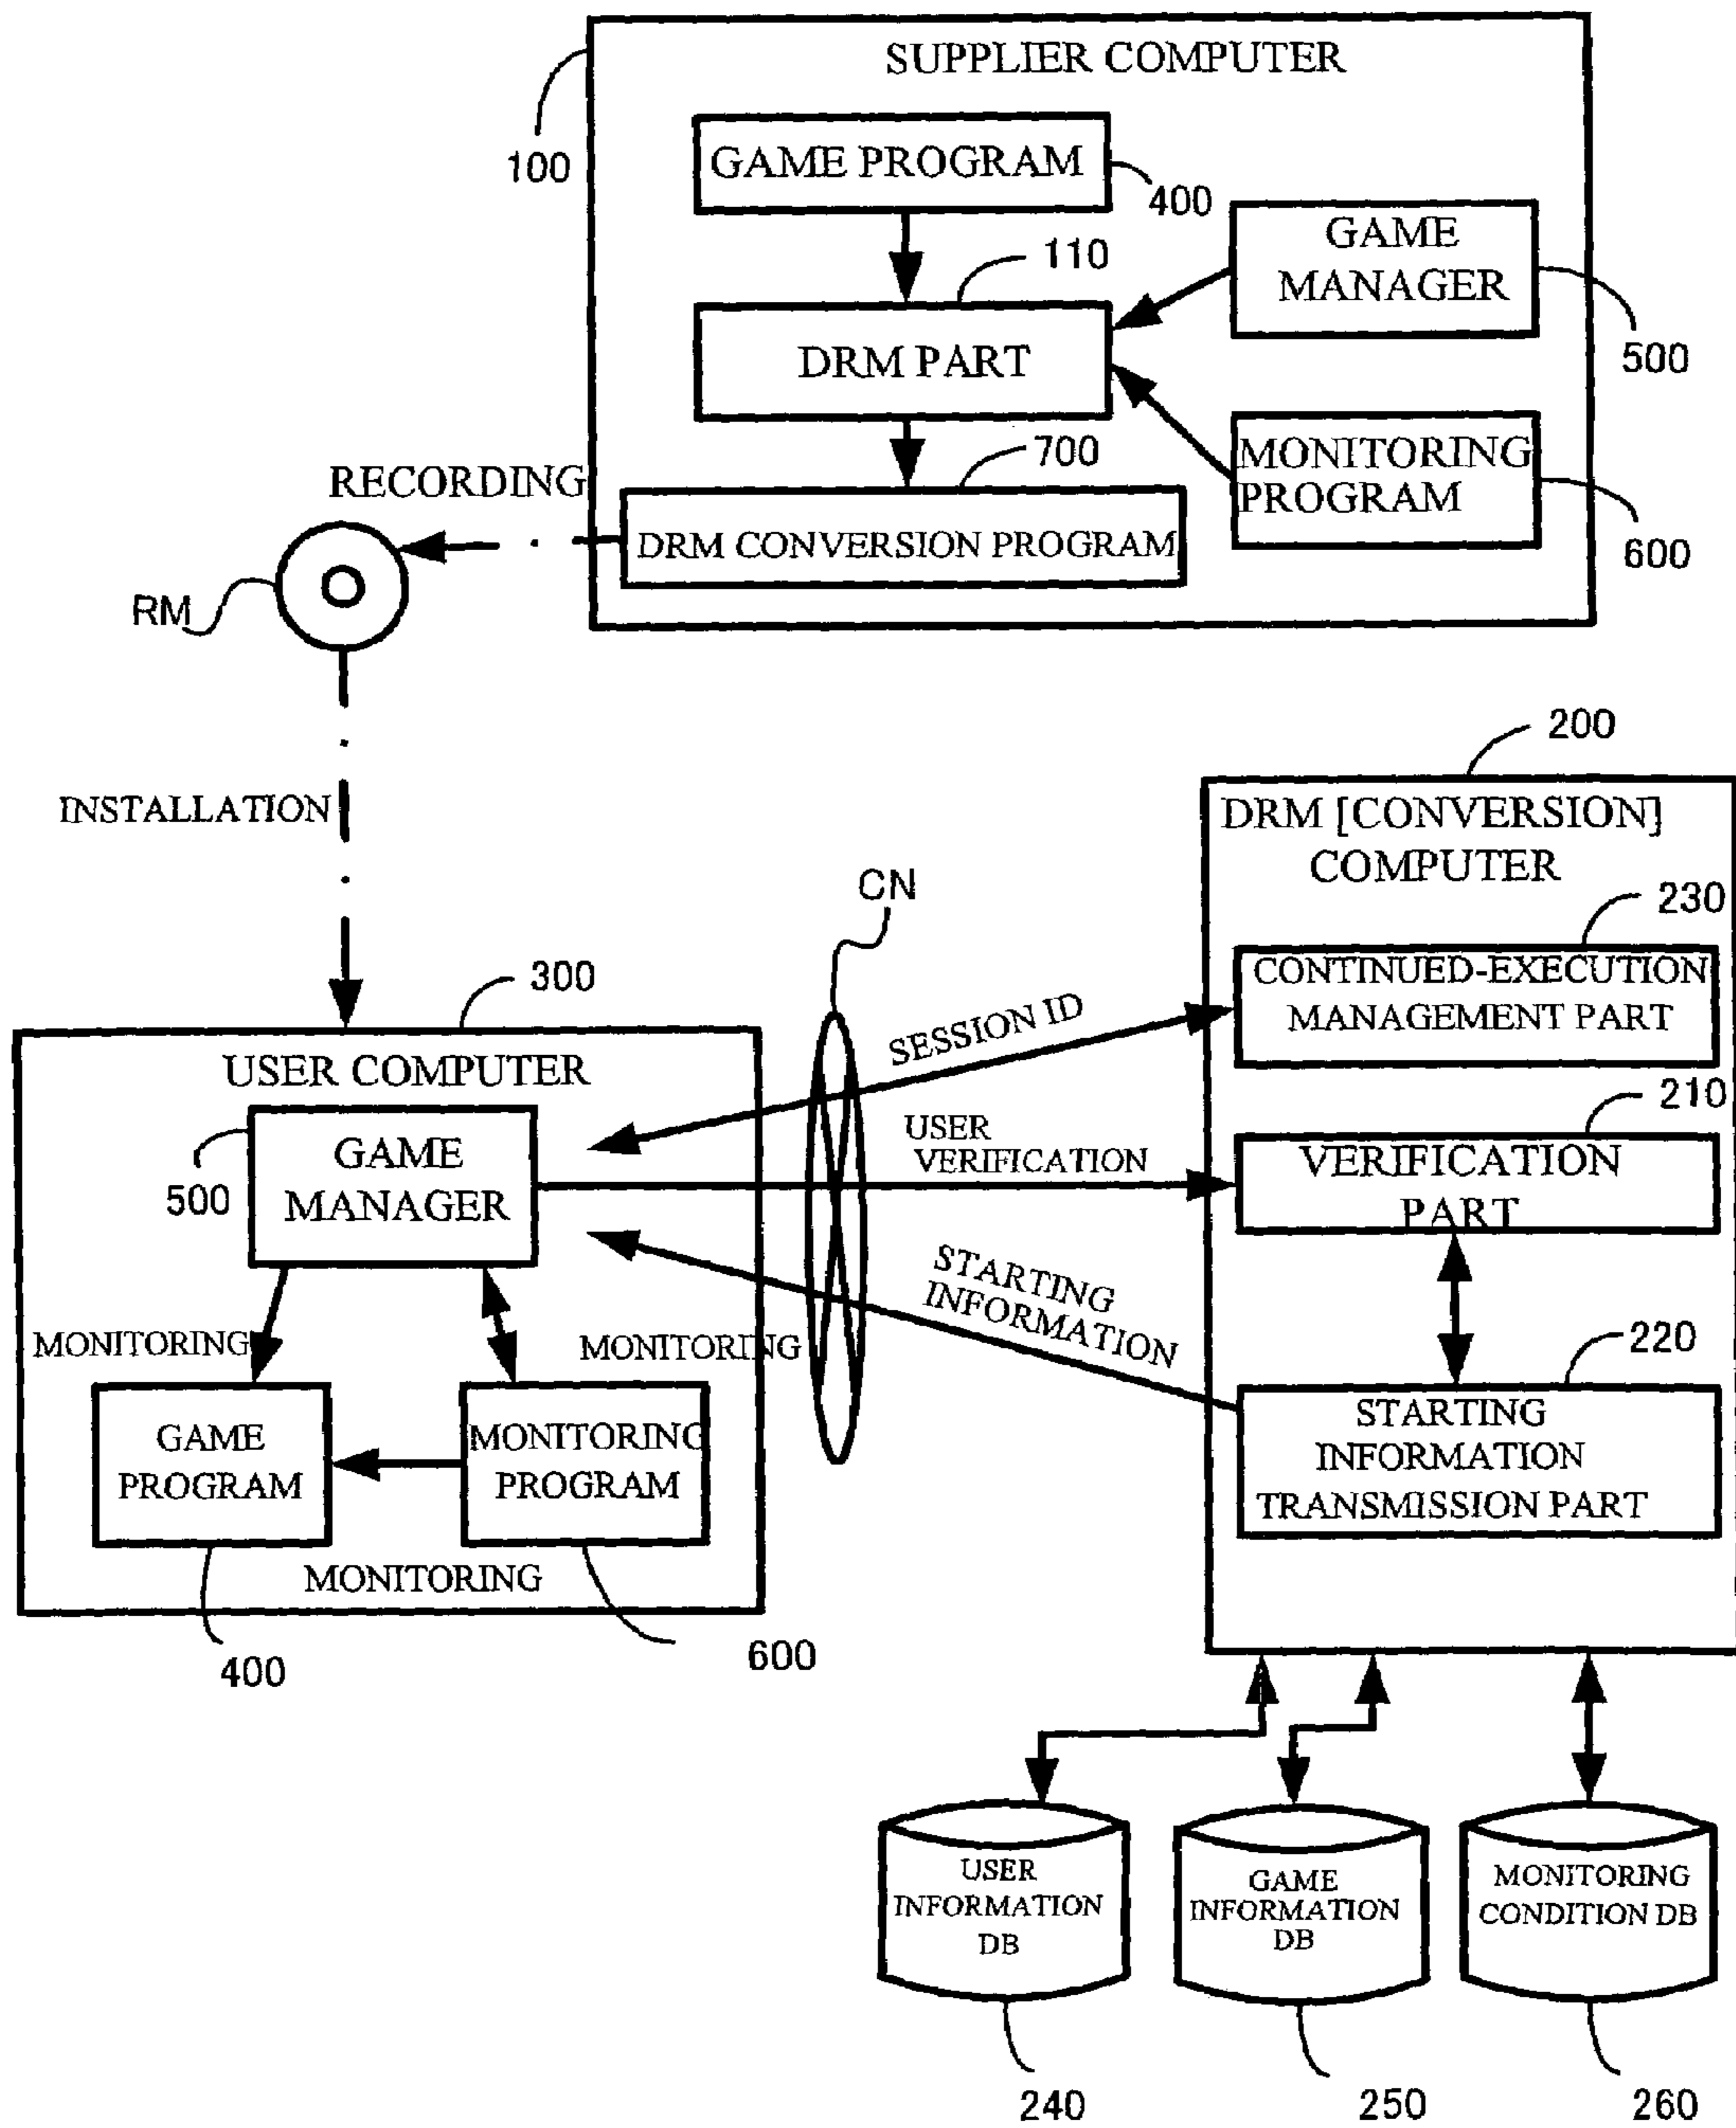 SUPPLIER COMPUTER
100
GAME PROGRAM
400
GAME
MANAGER
500
110
DRM PART
MONITORING
PROGRAM
600
700
DRM CONVERSION PROGRAM
RECORDING
RM
INSTALLATION
200
DRM [CONVERSION]
COMPUTER
CN
230
CONTINUED-EXECUTION
MANAGEMENT PART
300
USER COMPUTER
SESSION ID
210
GAME
MANAGER
500
USER
VERIFICATION
VERIFICATION
PART
STARTING
INFORMATION
MONITORING
MONITORING
220
GAME
PROGRAM
MONITORING
PROGRAM
STARTING
INFORMATION
TRANSMISSION PART
MONITORING
400
600
USER
INFORMATION
DB
GAME
INFORMATION
DB
MONITORING
CONDITION DB
240
250
260